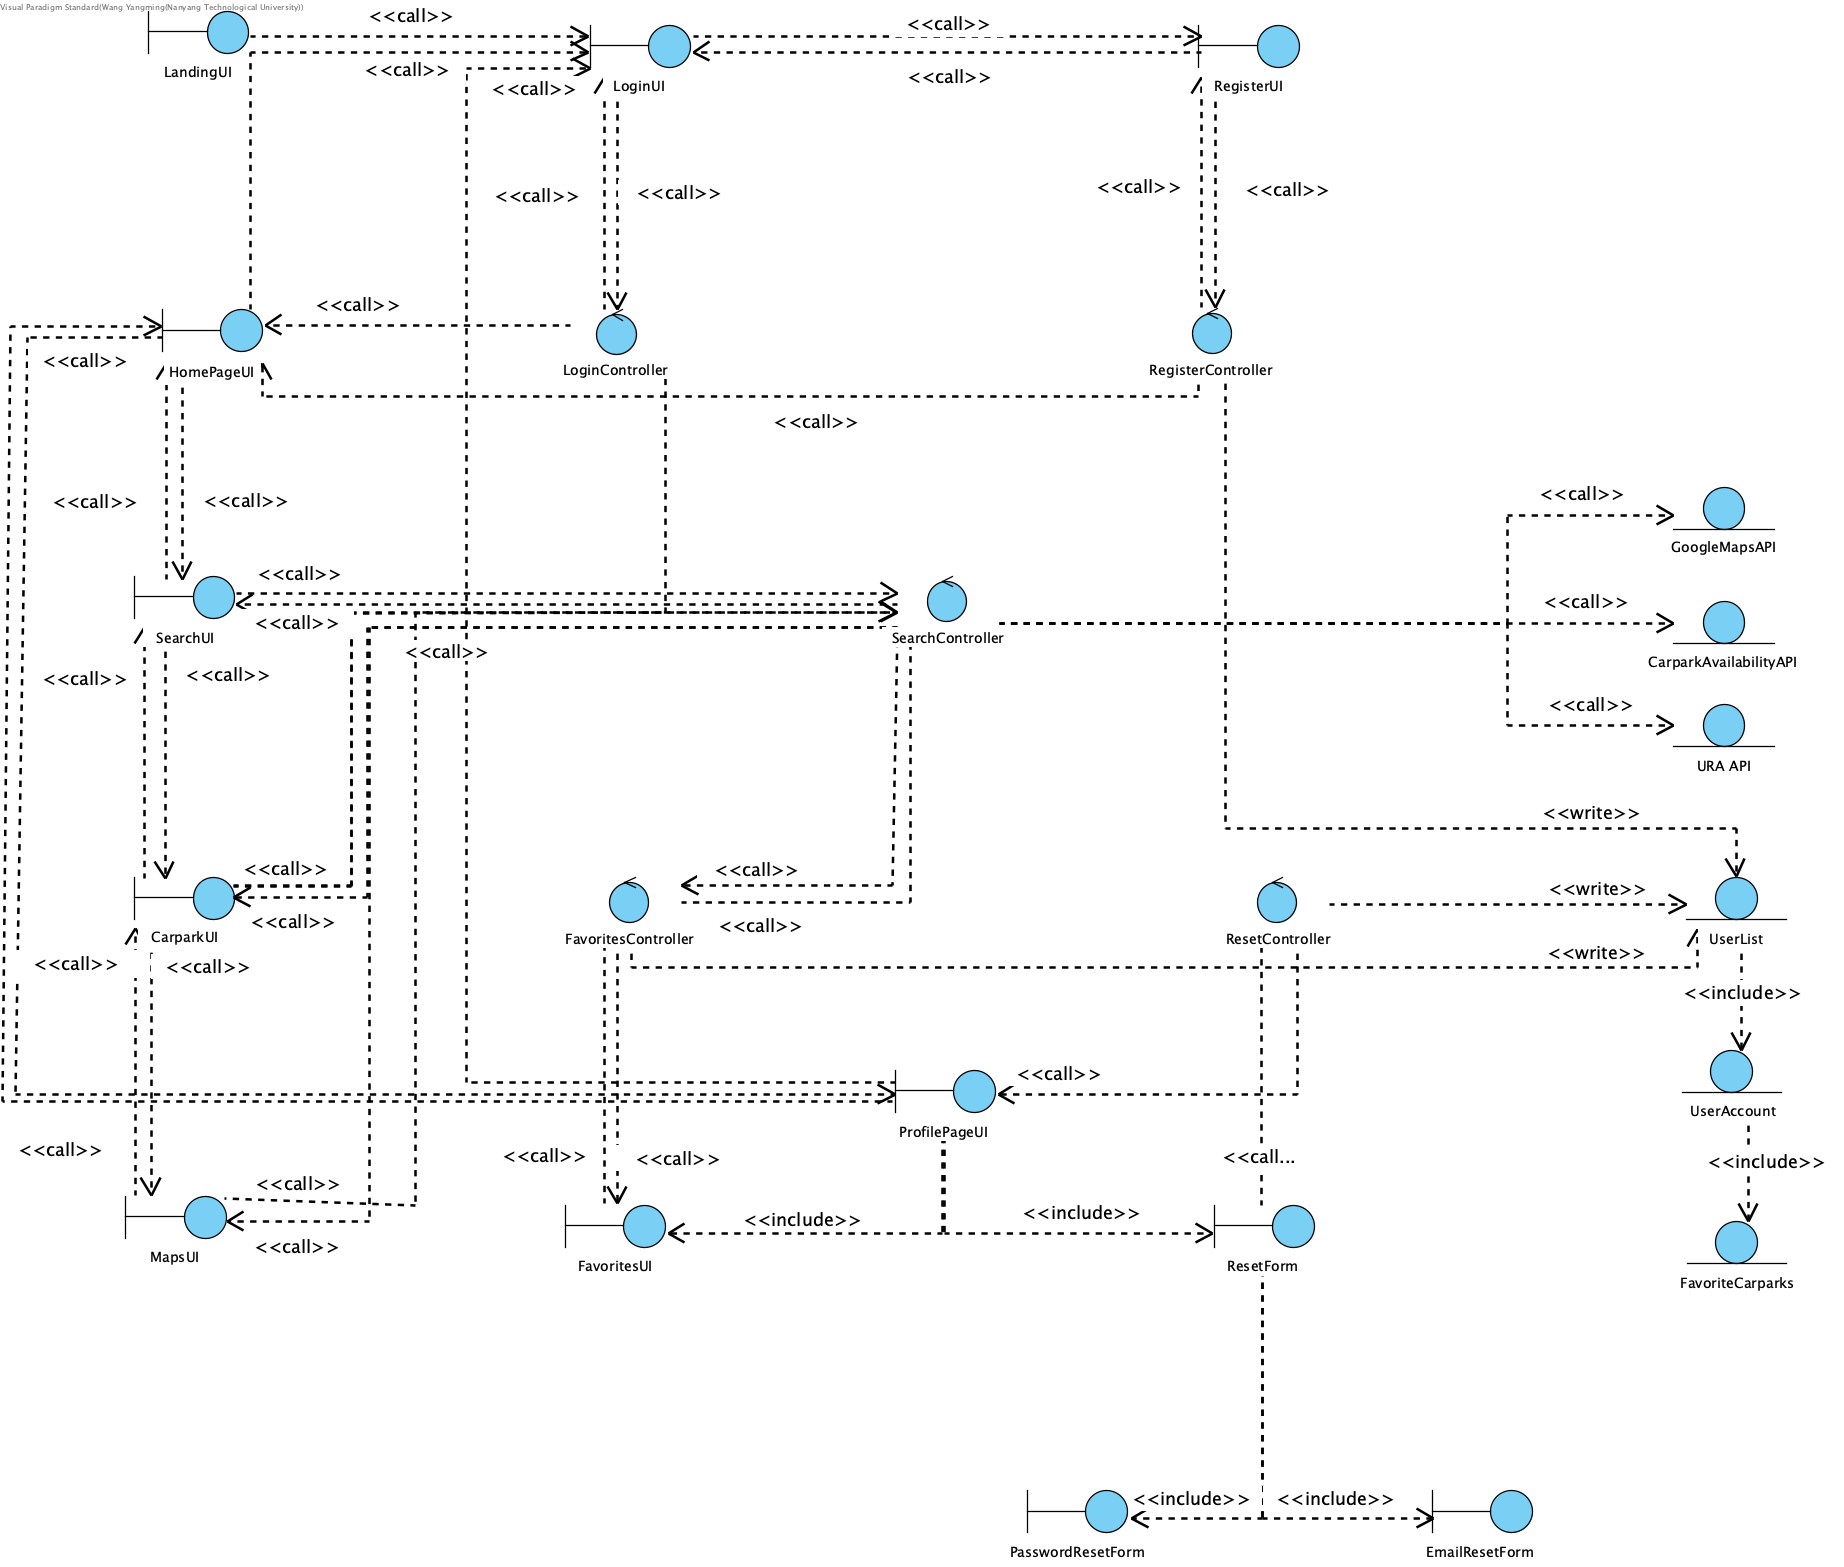 Visual Paradigm Standard(Wang Yangming(Nanyang Technological University))
<<call>>
<<call>>
LandingUI
<<call>>
<<call>>
<<call>>
LoginUI
RegisterUI
<<call>>
<<call>>
<<call>>
<<call>>
<<call>>
<<call>>
HomePageUI
LoginController
RegisterController
<<call>>
<<call>>
<<call>>
<<call>>
GoogleMapsAPI
<<call>>
<<call>>
<<call>>
SearchUI
SearchController
<<call>>
CarparkAvailabilityAPI
<<call>>
<<call>>
<<call>>
URA API
<<write>>
<<call>>
<<call>>
<<write>>
<<call>>
<<call>>
CarparkUI
FavoritesController
ResetController
UserList
<<write>>
<<call>>
<<call>>
<<include>>
<<call>>
UserAccount
ProfilePageUI
<<call>>
<<call>>
<<call>>
<<call...
<<include>>
<<call>>
<<include>>
<<include>>
<<call>>
MapsUI
FavoritesUI
ResetForm
FavoriteCarparks
<<include>>
<<include>>
PasswordResetForm
EmailResetForm